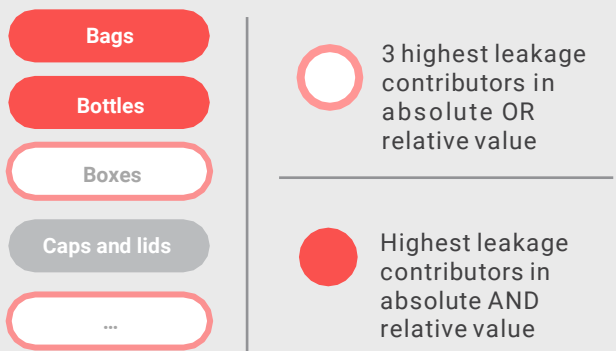 Bags
Bottles
Boxes
Caps and lids
...
3 highest leakage
contributors in
absolute OR
relative value
Highest leakage
contributors in
absolute AND
relative value